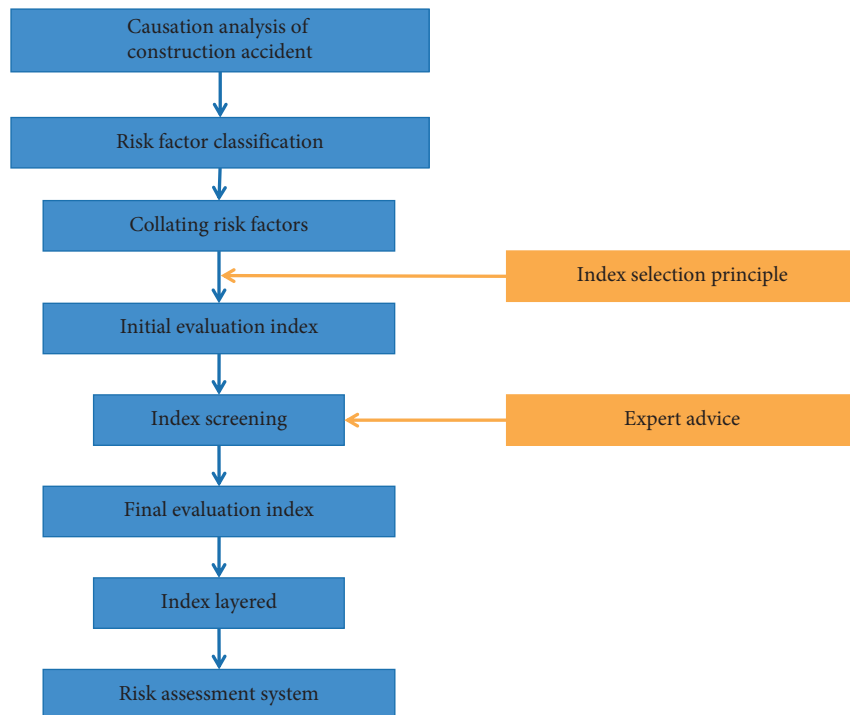 Causation analysis of
construction accident
Risk factor classification
Collating risk factors
Index selection principle
Initial evaluation index
Index screening
Expert advice
Final evaluation index
Index layered
Risk assessment system